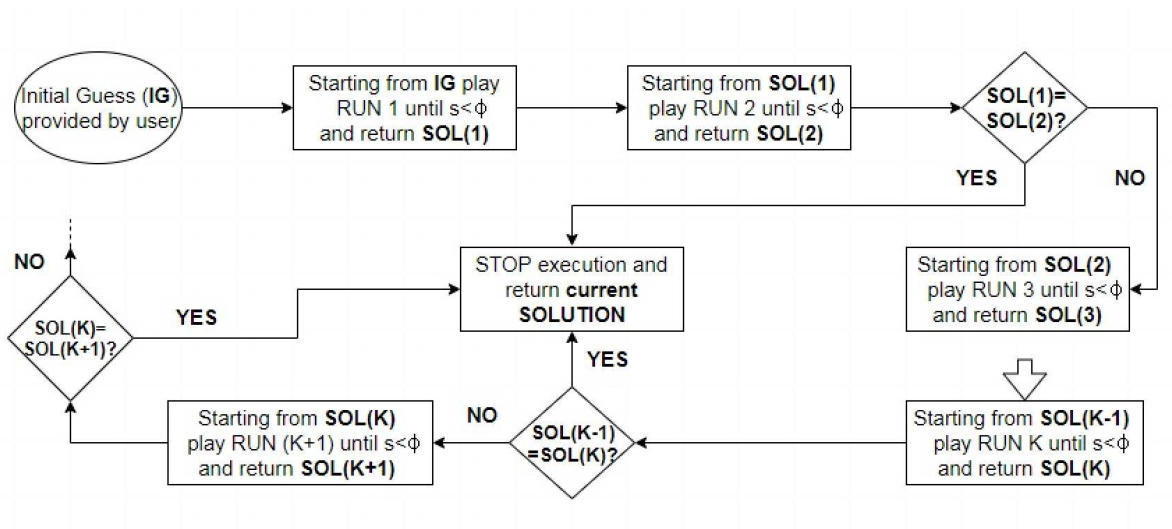 Initial Guess (IG)
provided by user
Starting from IG play
RUN 1 until s<ϕ
and return SOL(1)
Starting from SOL(1)
play RUN 2 until s<ϕ
and return SOL(2)
SOL(1)=
SOL(2)?
YES
NO
Starting from SOL(2)
play RUN 3 until s<ϕ
and return SOL(3)
STOP execution and
return current
SOLUTION
NO
SOL(K)=
SOL(K+1)?
YES
YES
Starting from SOL(K-1)
play RUN K until s<ϕ
and return SOL(K)
SOL(K-1)
=SOL(K)?
NO
Starting from SOL(K)
play RUN (K+1) until s<ϕ
and return SOL(K+1)